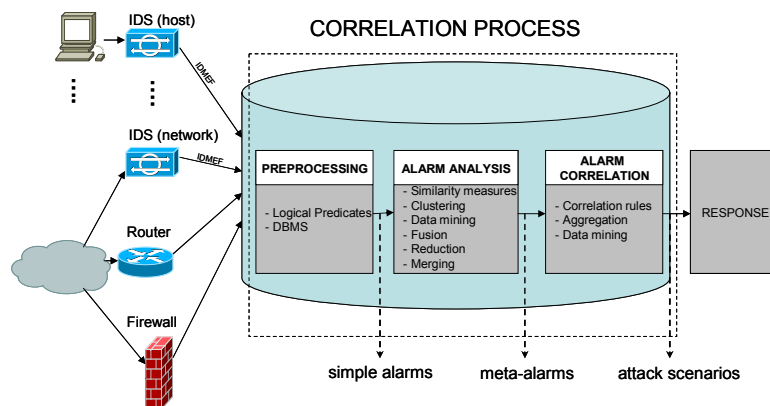 CORRELATION PROCESS
IDS (host)
IDMEF
IDS (network)
IDMEF
Router
Firewall
PREPROCESSING
- Logical Predicates
- DBMS
ALARM ANALYSIS
- Similarity measures
- Clustering
- Data mining
- Fusion
- Reduction
- Merging
ALARM
CORRELATION
- Correlation rules
- Aggregation
- Data mining
RESPONSE
simple alarms
meta-alarms
attack scenarios